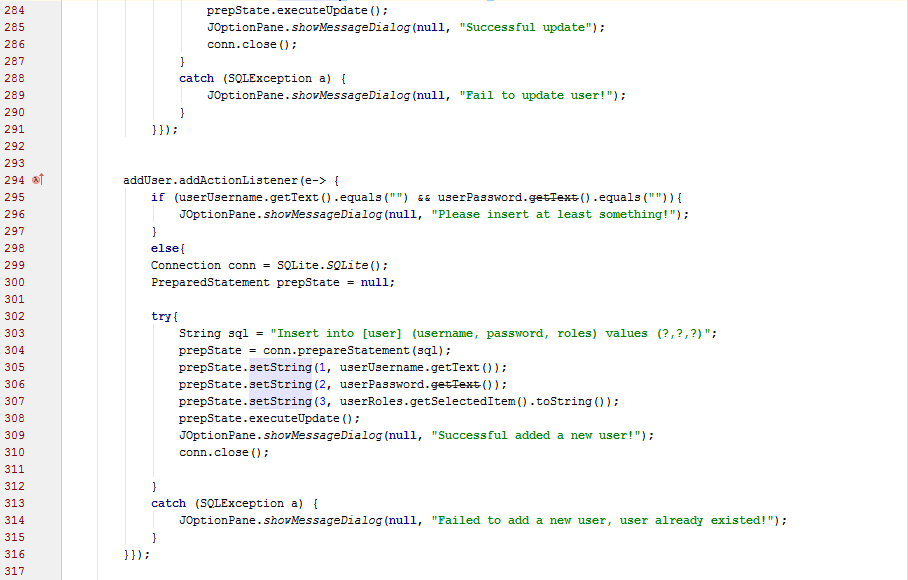 284 prepState.executeUpdate();
285 JOptionPane.showMessageDialog(null, "Successful update");
286 conn.close();
287 }
288 catch (SQLException a) {
289 JOptionPane.showMessageDialog(null, "Fail to update user!");
290 }
291 }});
292
293
294 addUser.addActionListener(e-> {
295 if (userUsername.getText().equals("") && userPassword.getText().equals("")){
296 JOptionPane.showMessageDialog(null, "Please insert at least something!");
297 }
298 else{
299 Connection conn = SQLite.SQLite();
300 PreparedStatement prepState = null;
301
302 try{
303 String sql = "Insert into [user] (username, password, roles) values (?,?,?)";
304 prepState = conn.prepareStatement(sql);
305 prepState.setString(1, userUsername.getText());
306 prepState.setString(2, userPassword.getText());
307 prepState.setString(3, userRoles.getSelectedItem().toString());
308 prepState.executeUpdate();
309 JOptionPane.showMessageDialog(null, "Successful added a new user!");
310 conn.close();
311
312 }
313 catch (SQLException a) {
314 JOptionPane.showMessageDialog(null, "Failed to add a new user, user already existed!");
315 }
316 }});
317